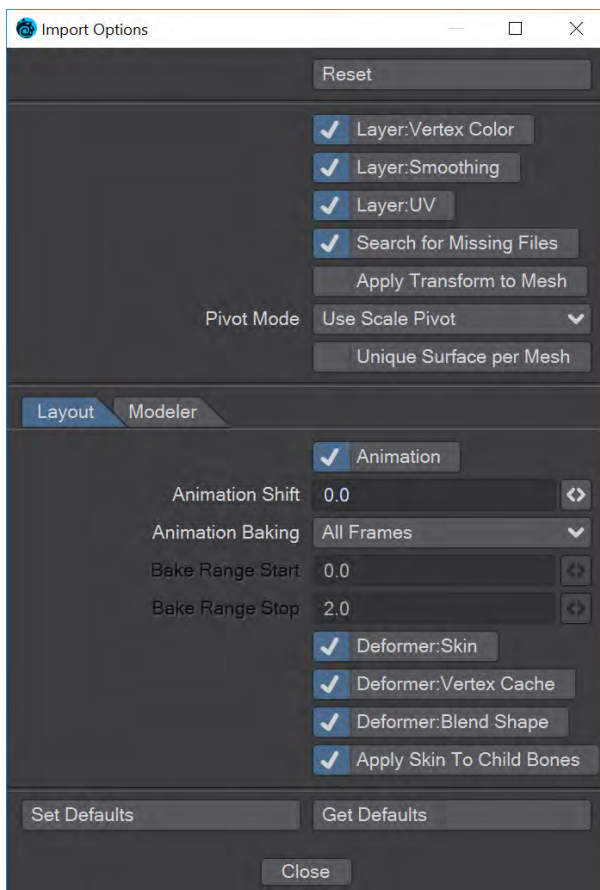 Import Options
Reset
Layer:Vertex Color
Layer:Smoothing
Layer:UV
Search for Missing Files
Apply Transform to Mesh
Pivot Mode Use Scale Pivot
Unique Surface per Mesh
Layout Modeler
Animation
Animation Shift 0.0
Animation Baking All Frames
Bake Range Start 0.0
Bake Range Stop 2.0
Deformer:Skin
Deformer:Vertex Cache
Deformer:Blend Shape
Apply Skin To Child Bones
Set Defaults Get Defaults
Close